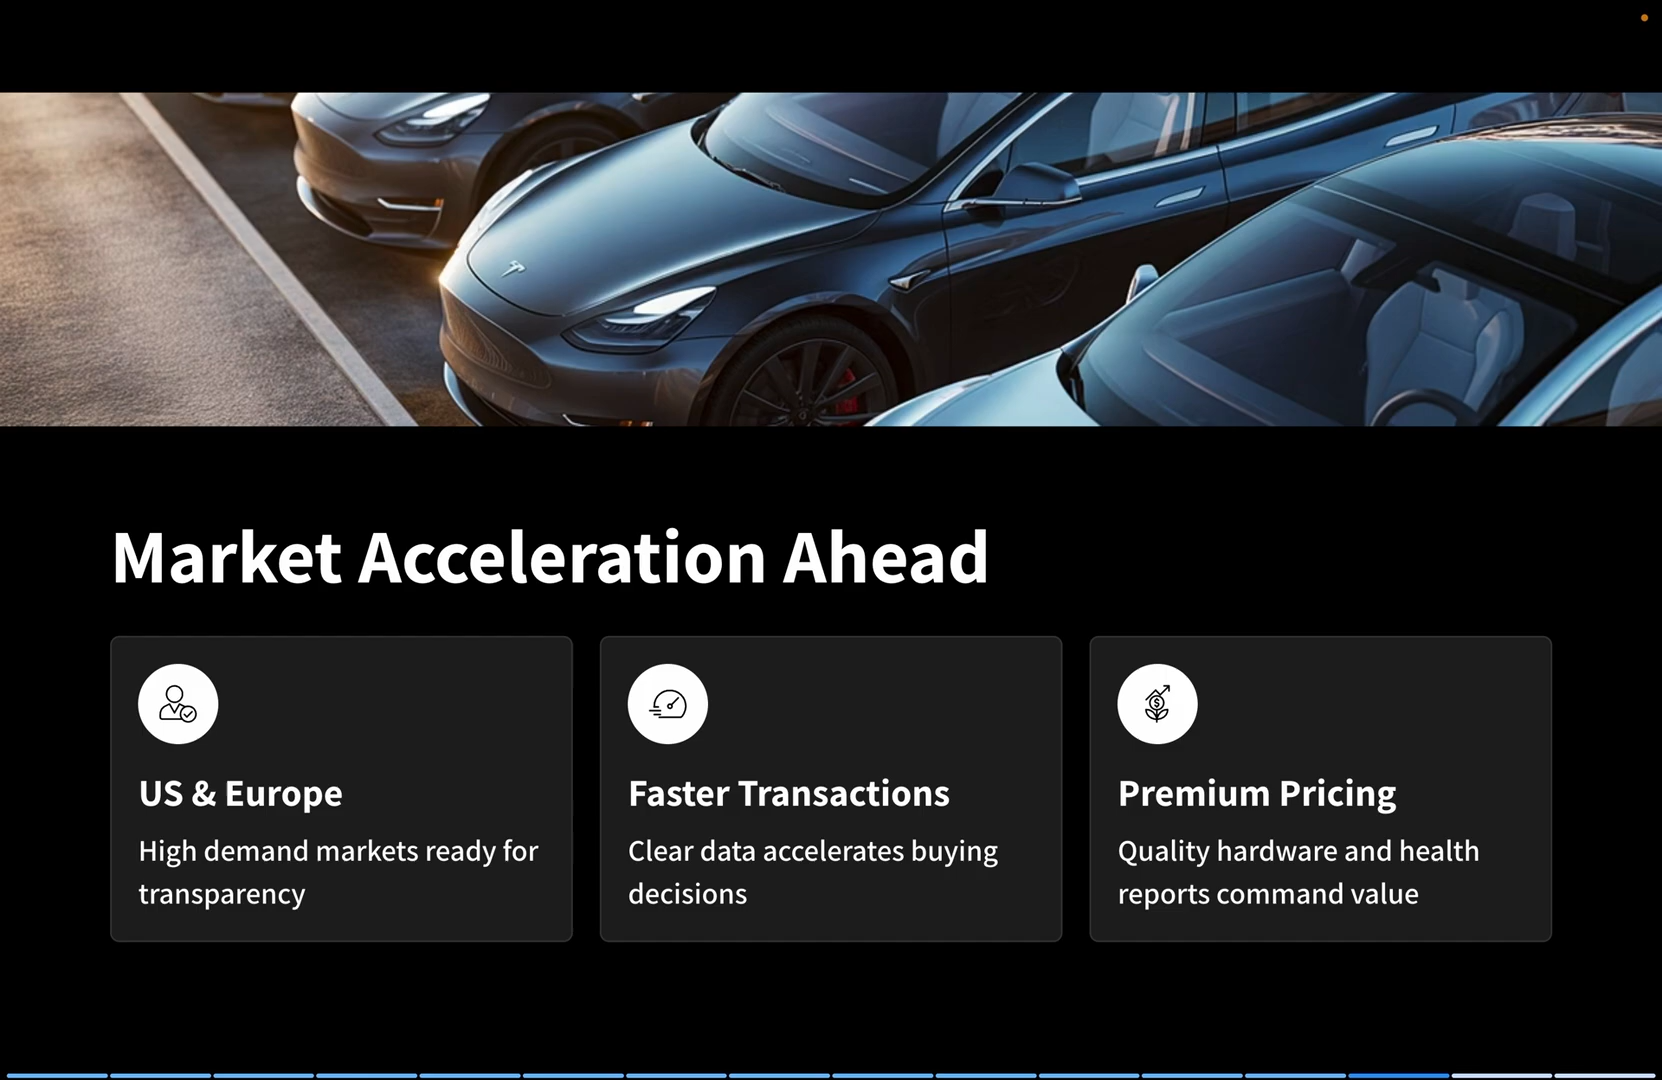 Market Acceleration Ahead
US & Europe
High demand markets ready for
transparency
Faster Transactions
Clear data accelerates buying
decisions
Premium Pricing
Quality hardware and health
reports command value